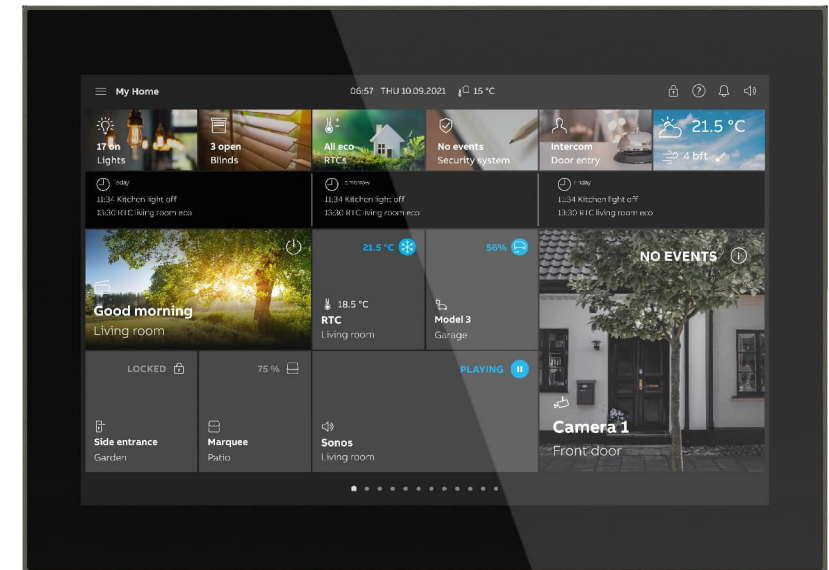 My Home
06:57 THU 10.09.2021 15 °C
17 on
Lights
3 open
Blinds
All eco
RTCs
No events
Security system
Intercom
Door entry
21.5 °C
4 bft
11:34 Kitchen light off
13:30 RTC living room eco
11:34 Kitchen light off
13:30 RTC living room eco
11:34 Kitchen light off
13:30 RTC living room eco
Good morning
Living room
21.5 °C
18.5 °C
RTC
Living room
56%
Model 3
Garage
NO EVENTS
Camera 1
Front door
LOCKED
Side entrance
Garden
75 %
Marquee
Patio
PLAYING
Sonos
Living room